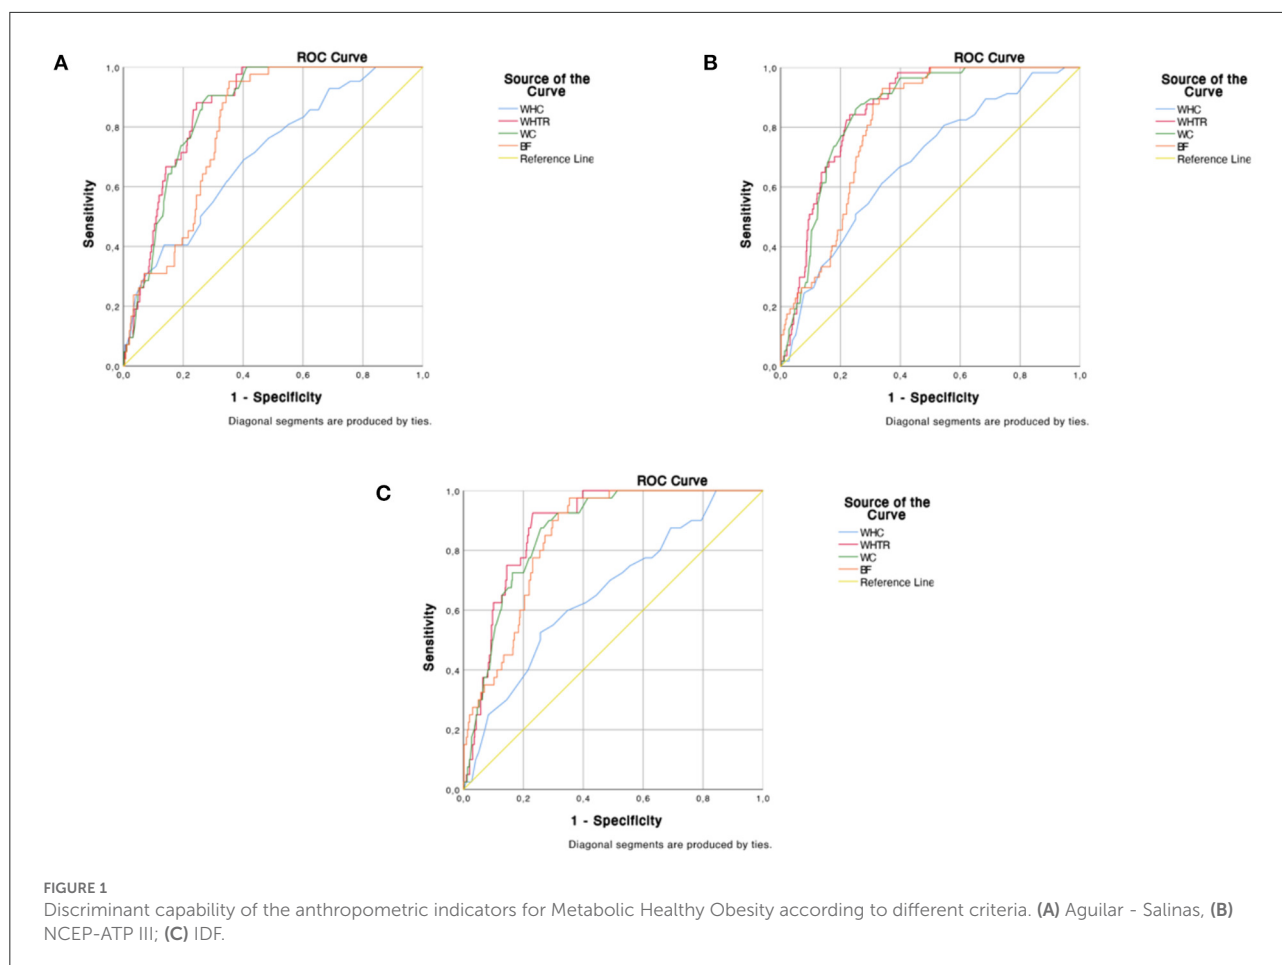 A
ROC Curve
Source of the
Curve
WHC
WHTR
WC
BF
Reference Line
1,0
0,8
0,6
0,4
0,2
0,0
Sensitivity
0,0 0,2 0,4 0,6 0,8 1,0
1 - Specificity
Diagonal segments are produced by ties.
B
ROC Curve
Source of the
Curve
WHC
WHTR
WC
BF
Reference Line
1,0
0,8
0,6
0,4
0,2
0,0
Sensitivity
0,0 0,2 0,4 0,6 0,8 1,0
1 - Specificity
Diagonal segments are produced by ties.
C
ROC Curve
Source of the
Curve
WHC
WHTR
WC
BF
Reference Line
1,0
0,8
0,6
0,4
0,2
0,0
Sensitivity
0,0 0,2 0,4 0,6 0,8 1,0
1 - Specificity
Diagonal segments are produced by ties.
FIGURE 1
Discriminant capability of the anthropometric indicators for Metabolic Healthy Obesity according to different criteria. (A) Aguilar - Salinas, (B)
NCEP-ATP III; (C) IDF.